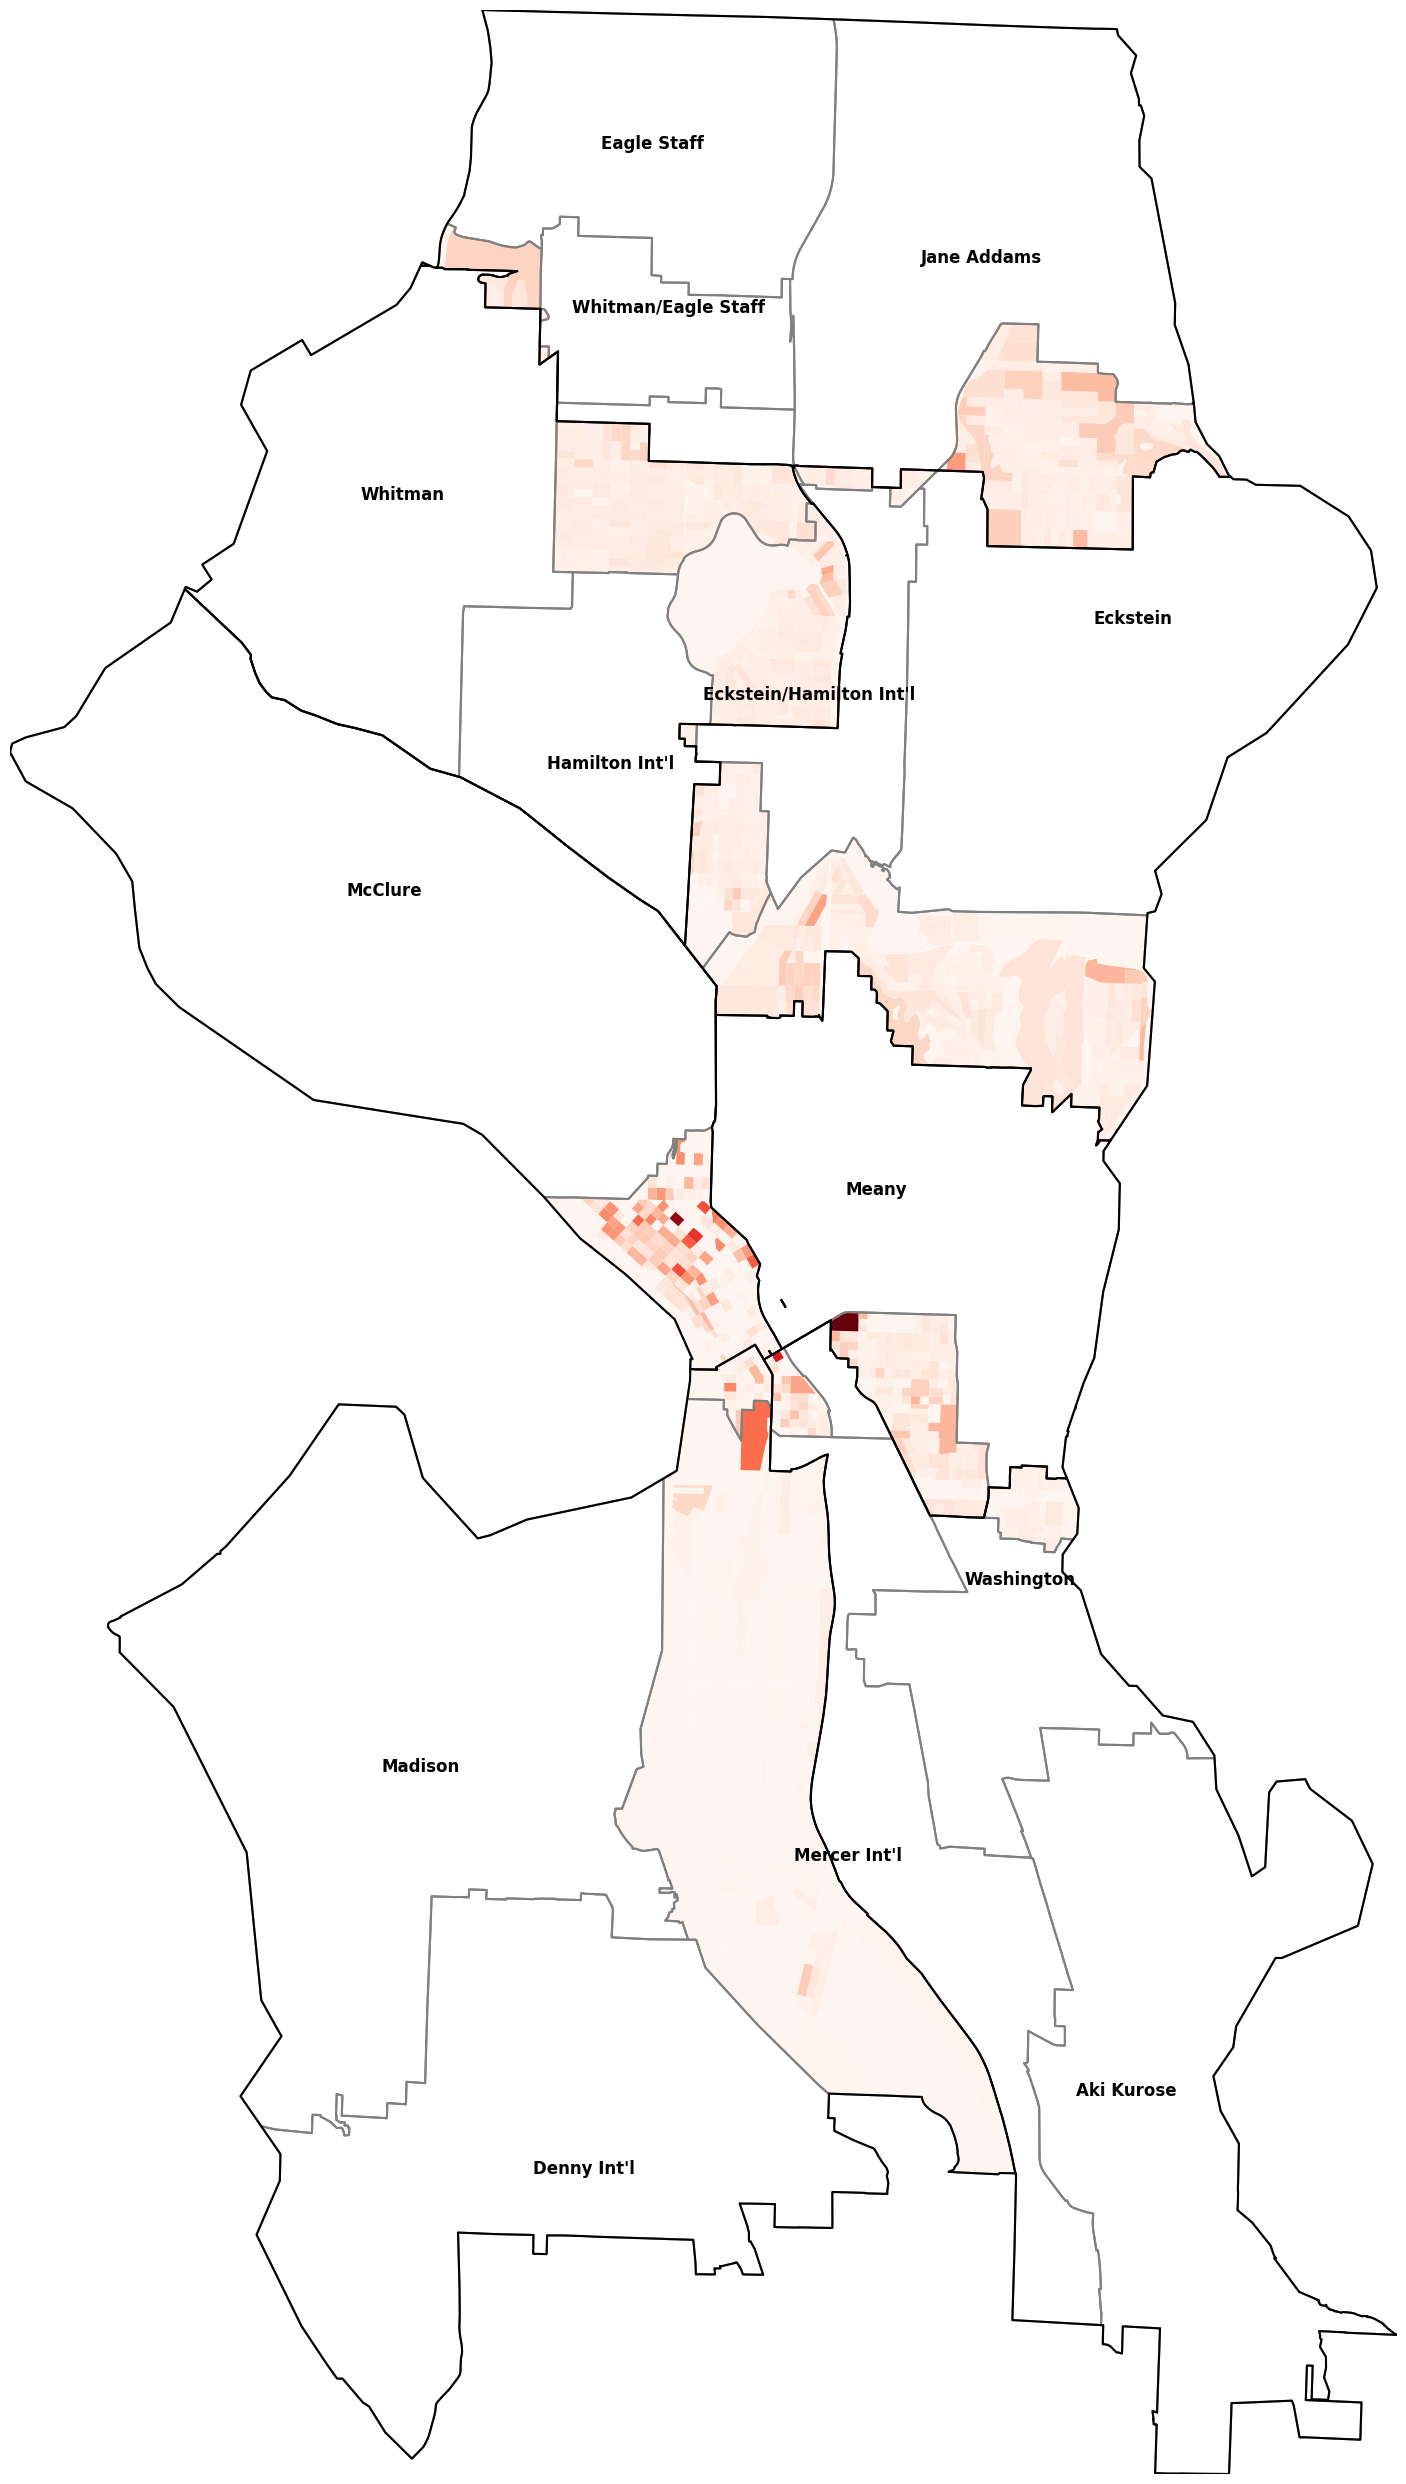 Eagle Staff
Jane Addams
Whitman/Eagle Staff
Whitman
Eckstein
Eckstein/Hamilton Int'l
Hamilton Int'l
McClure
Meany
Washington
Madison
Mercer Int'l
Aki Kurose
Denny Int'l